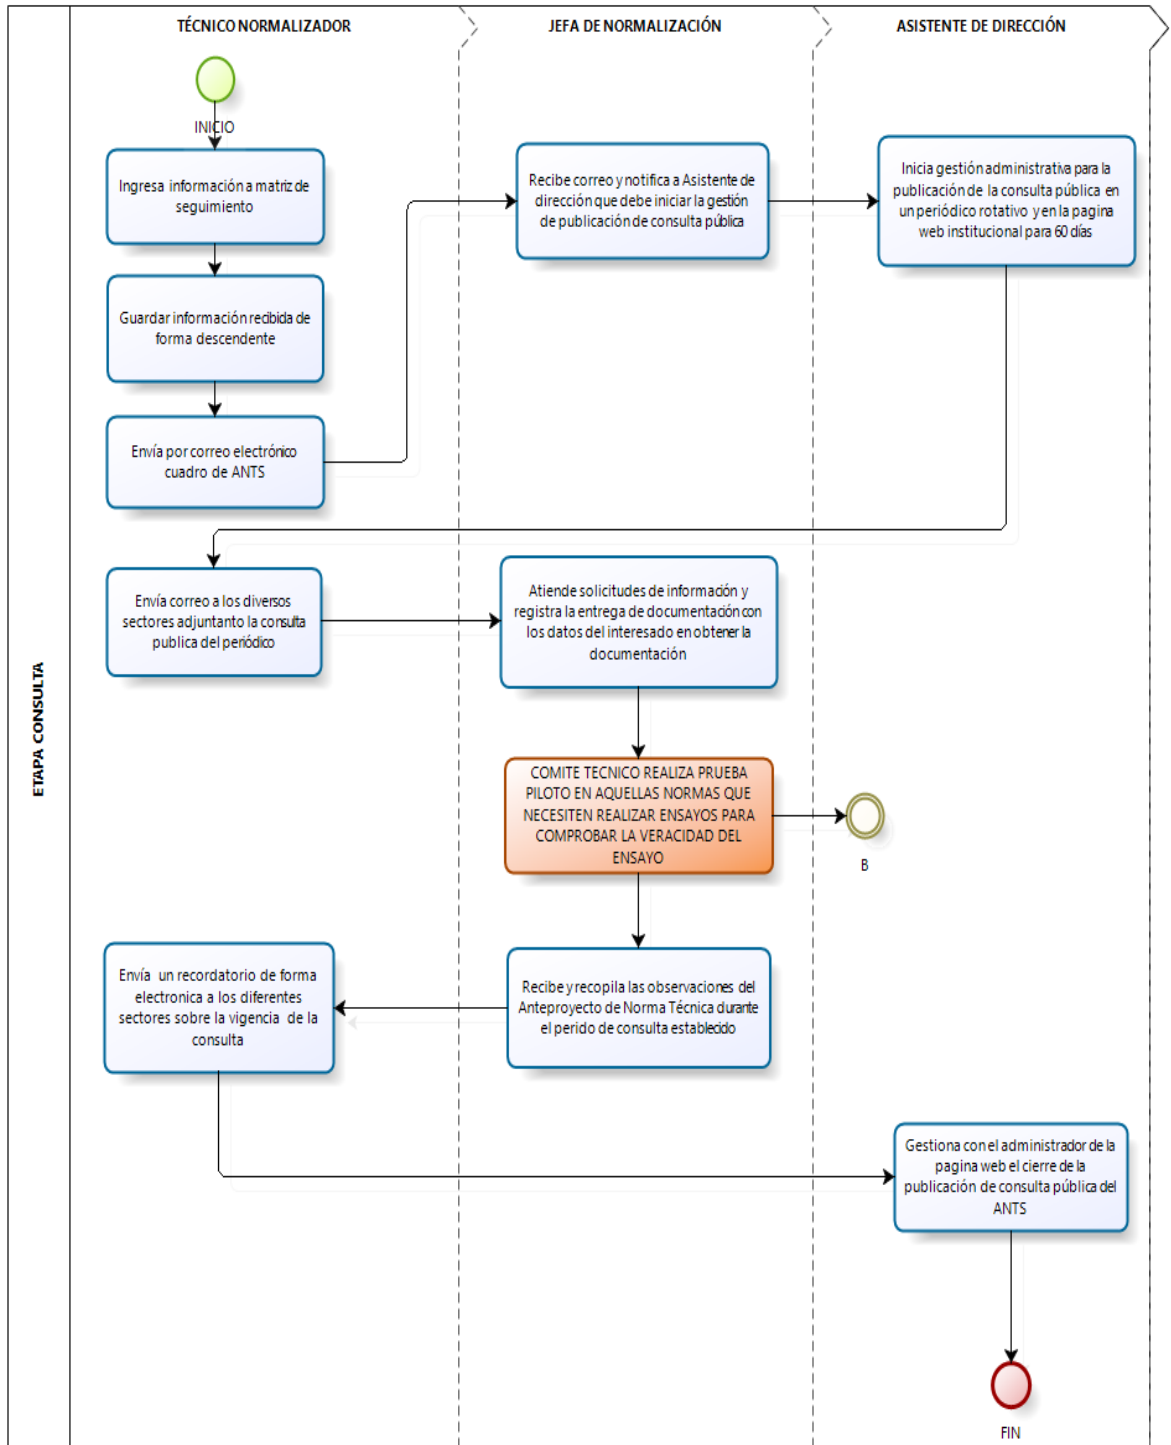 TÉCNICO NORMALIZADOR
JEFA DE NORMALIZACIÓN
ASISTENTE DE DIRECCIÓN
ETAPA CONSULTA
INICIO
Ingresa información a matriz de
seguimiento
Recibe correo y notifica a Asistente de
dirección que debe iniciar la gestión
de publicación de consulta pública
Inicia gestión administrativa para la
publicación de la consulta pública en
un periódico rotativo y en la pagina
web institucional para 60 días
Guardar información recibida de
forma descendente
Envía por correo electrónico
cuadro de ANTS
Envía correo a los diversos
sectores adjuntanto la consulta
publica del periódico
Atiende solicitudes de información y
registra la entrega de documentación con
los datos del interesado en obtener la
documentación
COMITE TECNICO REALIZA PRUEBA
PILOTO EN AQUELLAS NORMAS QUE
NECESITEN REALIZAR ENSAYOS PARA
COMPROBAR LA VERACIDAD DEL
ENSAYO
B
Envía un recordatorio de forma
electronica a los diferentes
sectores sobre la vigencia de la
consulta
Recibe y recopila las observaciones del
Anteproyecto de Norma Técnica durante
el perido de consulta establecido
Gestiona con el administrador de la
pagina web el cierre de la
publicación de consulta pública del
ANTS
FIN